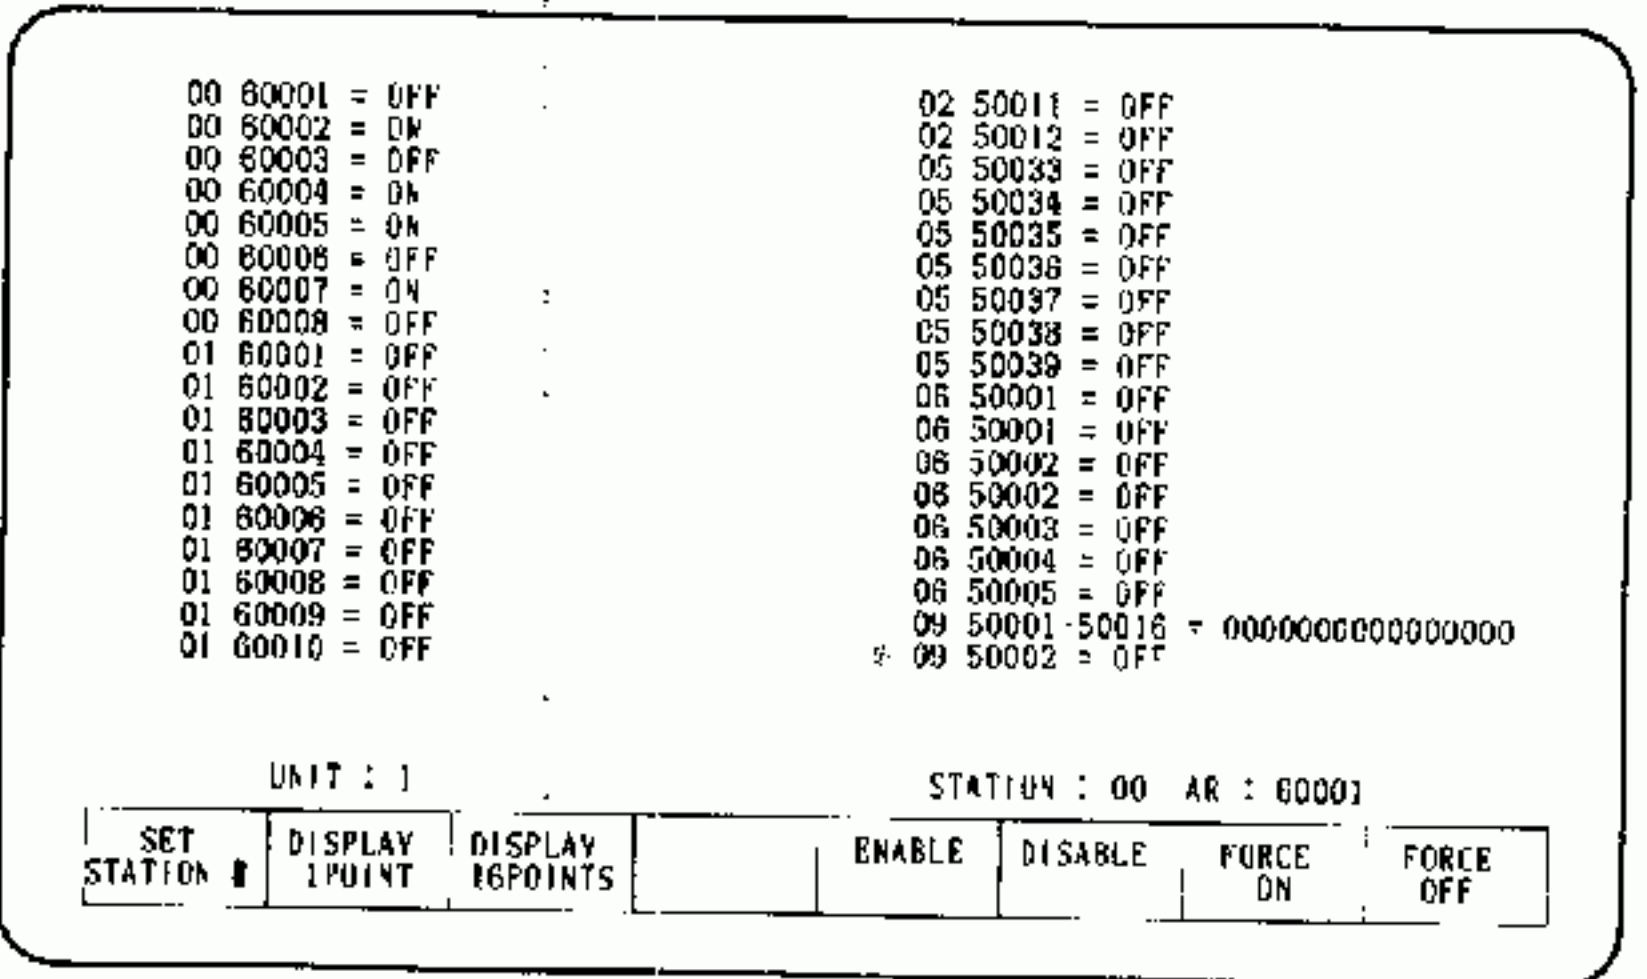 00 60001 = OFF
00 60002 = ON
00 60003 = OFF
00 60004 = ON
00 60005 = ON
00 60006 = OFF
00 60007 = ON
00 60008 = OFF
01 60001 = OFF
01 60002 = OFF
01 60003 = OFF
01 60004 = OFF
01 60005 = OFF
01 60006 = OFF
01 60007 = OFF
01 60008 = OFF
01 60009 = OFF
01 60010 = OFF
02 50011 = OFF
02 50012 = OFF
05 50033 = OFF
05 50034 = OFF
05 50035 = OFF
05 50036 = OFF
05 50037 = OFF
05 50038 = OFF
05 50039 = OFF
06 50001 = OFF
06 50001 = OFF
06 50002 = OFF
06 50002 = OFF
06 50003 = OFF
06 50004 = OFF
06 50005 = OFF
09 50001-50016 = 0000000000000000
* 09 50002 = OFF
UNIT : 1
STATION : 00 AR : 60001
SET
STATION #
DISPLAY
1POINT
DISPLAY
16POINTS
ENABLE
DISABLE
FORCE
ON
FORCE
OFF